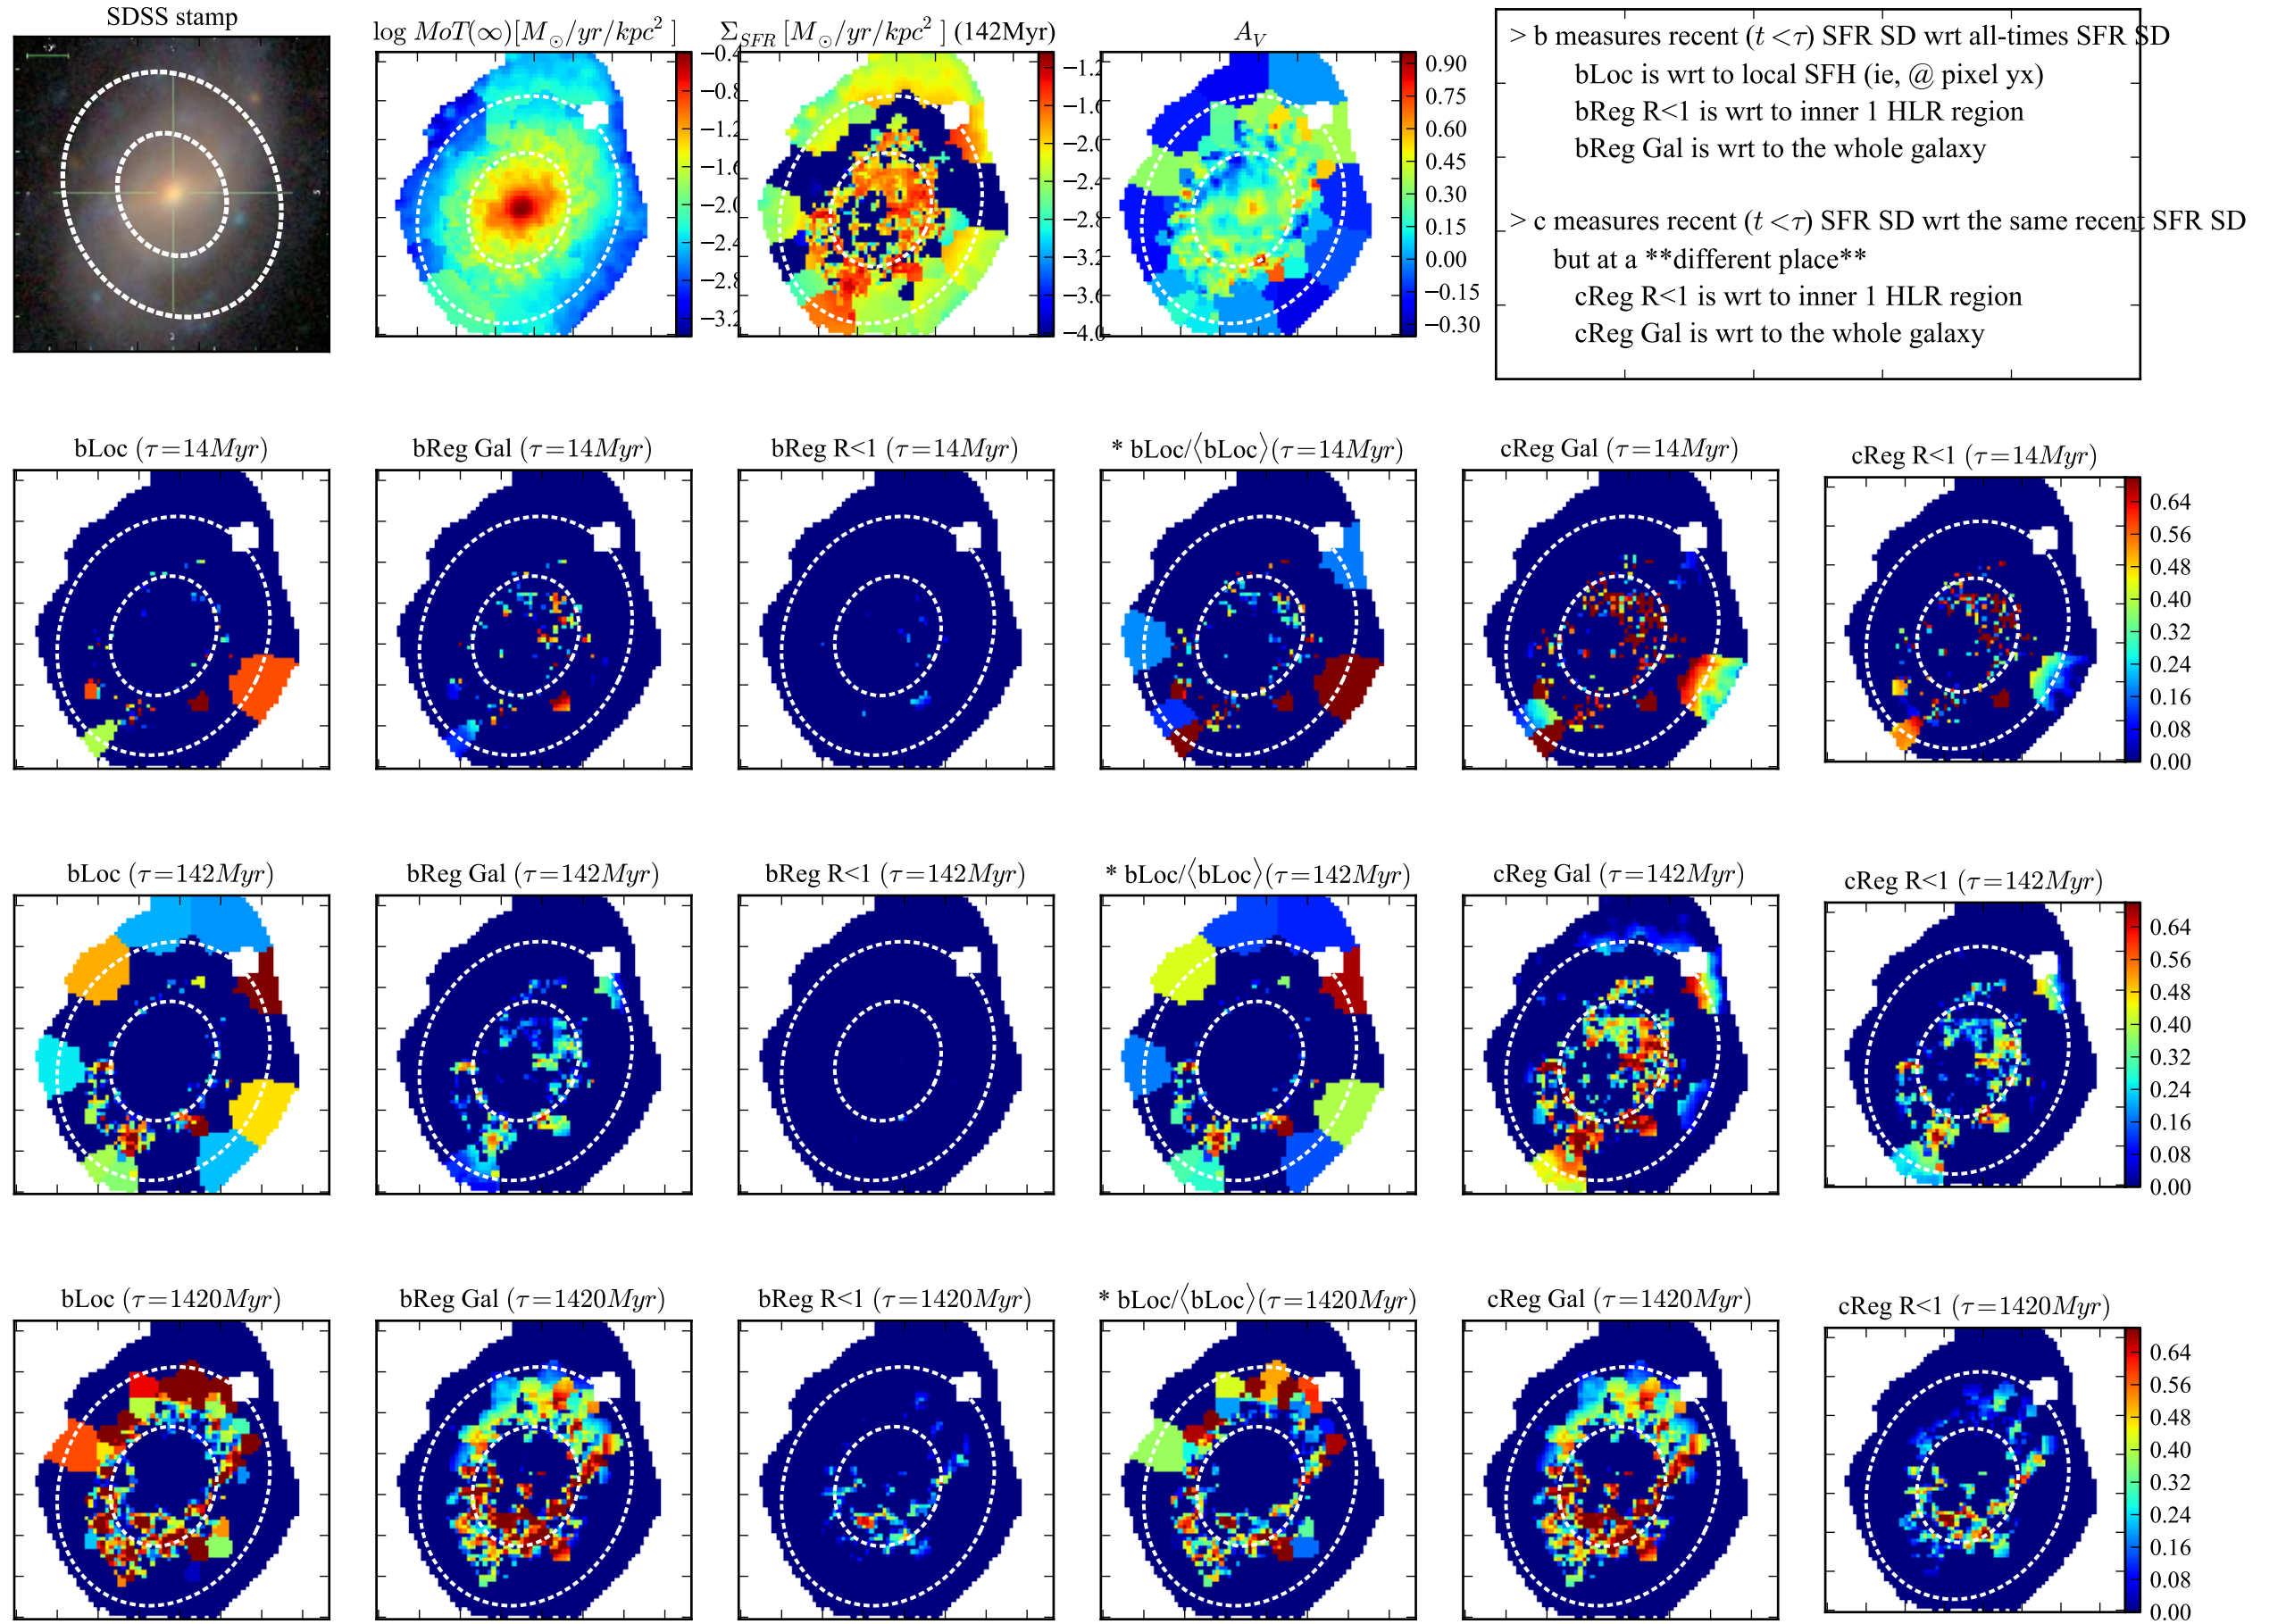 SDSS stamp
log MoT(∞)[M⊙/yr/kpc² ]
Σ_SFR [M⊙/yr/kpc² ] (142Myr)
A_V
−0.4
−0.8
−1.2
−1.6
−2.0
−2.4
−2.8
−3.2
−1.2
−1.6
−2.0
−2.4
−2.8
−3.2
−3.6
−4.0
0.90
0.75
0.60
0.45
0.30
0.15
0.00
−0.15
−0.30
> b measures recent (t <τ) SFR SD wrt all-times SFR SD
bLoc is wrt to local SFH (ie, @ pixel yx)
bReg R<1 is wrt to inner 1 HLR region
bReg Gal is wrt to the whole galaxy
> c measures recent (t <τ) SFR SD wrt the same recent SFR SD
but at a **different place**
cReg R<1 is wrt to inner 1 HLR region
cReg Gal is wrt to the whole galaxy
bLoc (τ=14Myr)
bReg Gal (τ=14Myr)
bReg R<1 (τ=14Myr)
* bLoc/⟨bLoc⟩(τ=14Myr)
cReg Gal (τ=14Myr)
cReg R<1 (τ=14Myr)
0.64
0.56
0.48
0.40
0.32
0.24
0.16
0.08
0.00
bLoc (τ=142Myr)
bReg Gal (τ=142Myr)
bReg R<1 (τ=142Myr)
* bLoc/⟨bLoc⟩(τ=142Myr)
cReg Gal (τ=142Myr)
cReg R<1 (τ=142Myr)
0.64
0.56
0.48
0.40
0.32
0.24
0.16
0.08
0.00
bLoc (τ=1420Myr)
bReg Gal (τ=1420Myr)
bReg R<1 (τ=1420Myr)
* bLoc/⟨bLoc⟩(τ=1420Myr)
cReg Gal (τ=1420Myr)
cReg R<1 (τ=1420Myr)
0.64
0.56
0.48
0.40
0.32
0.24
0.16
0.08
0.00